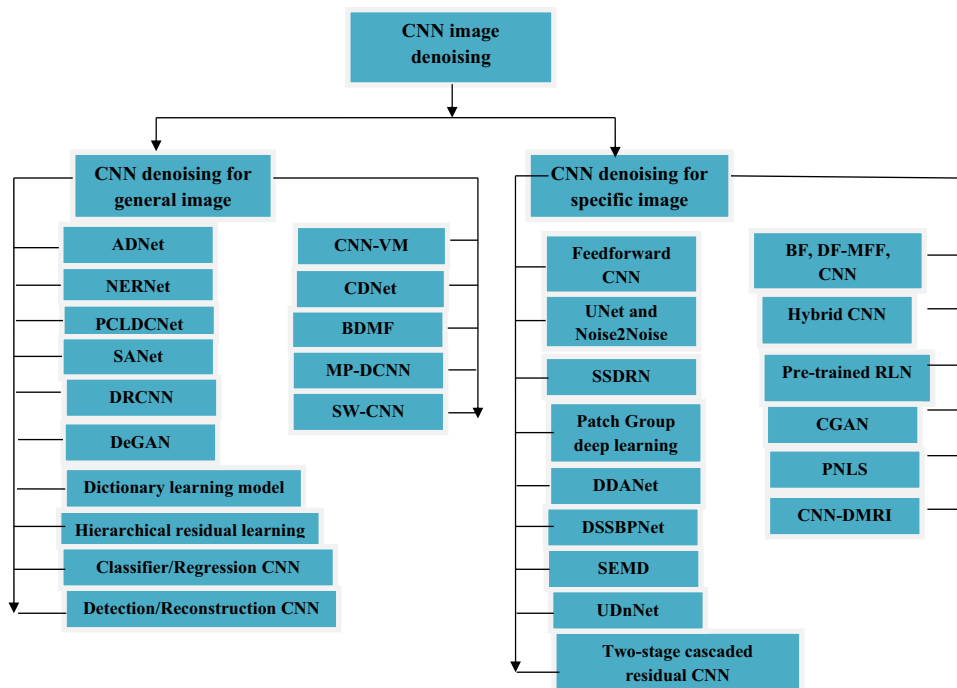 CNN image
denoising
CNN denoising for
general image
ADNet
NERNet
PCLDCNet
SANet
DRCNN
DeGAN
Dictionary learning model
Hierarchical residual learning
Classifier/Regression CNN
Detection/Reconstruction CNN
CNN-VM
CDNet
BDMF
MP-DCNN
SW-CNN
CNN denoising for
specific image
Feedforward
CNN
UNet and
Noise2Noise
SSDRN
Patch Group
deep learning
DDANet
DSSBPNet
SEMD
UDnNet
Two-stage cascaded
residual CNN
BF, DF-MFF,
CNN
Hybrid CNN
Pre-trained RLN
CGAN
PNLS
CNN-DMRI